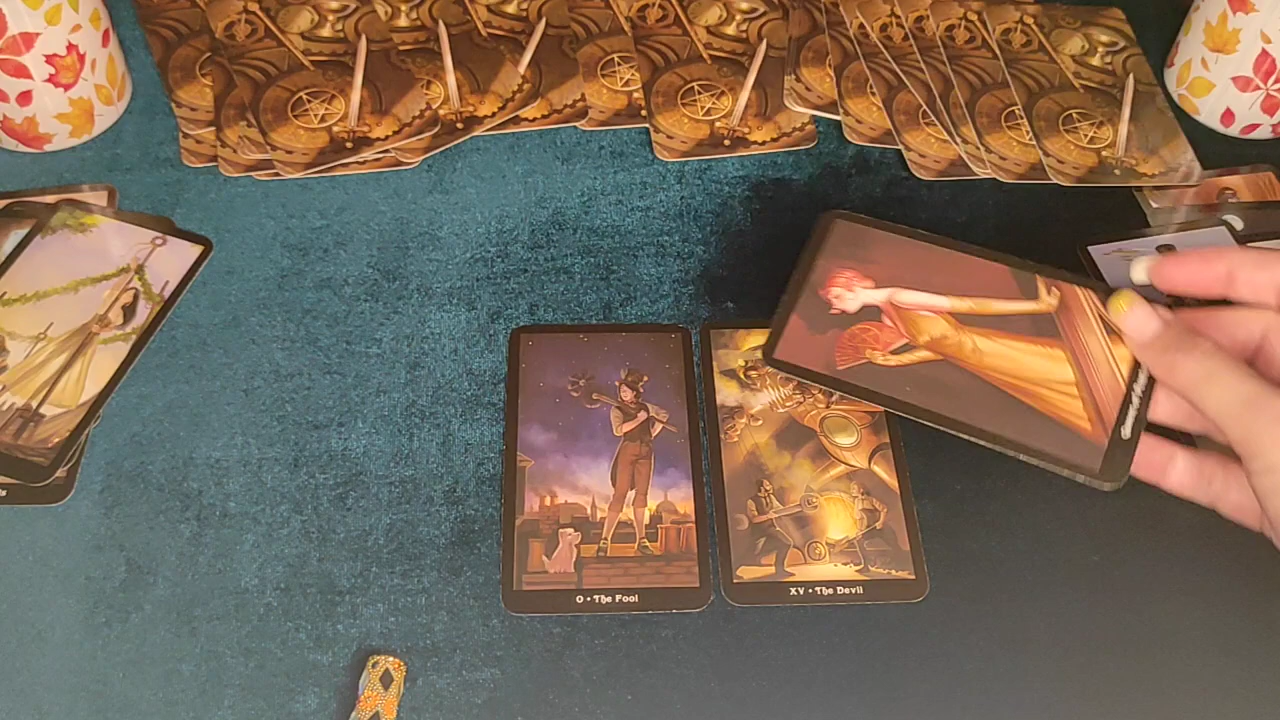 0 • The Fool
XV • The Devil